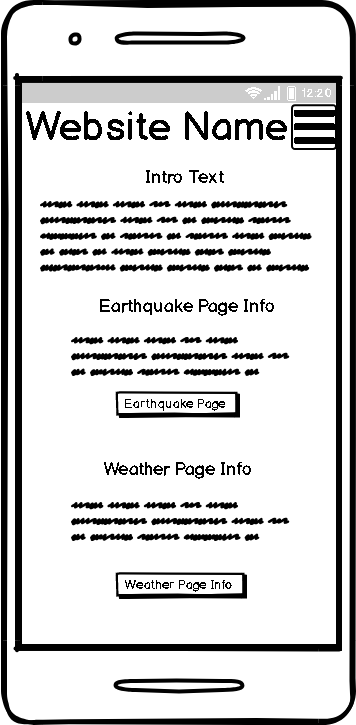 12:20
Website Name
Intro Text
Earthquake Page Info
Earthquake Page
Weather Page Info
Weather Page Info